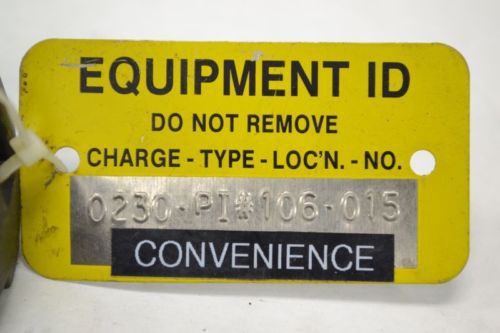 EQUIPMENT ID
DO NOT REMOVE
CHARGE - TYPE - LOC'N. - NO.
0230-PI#106-015
CONVENIENCE